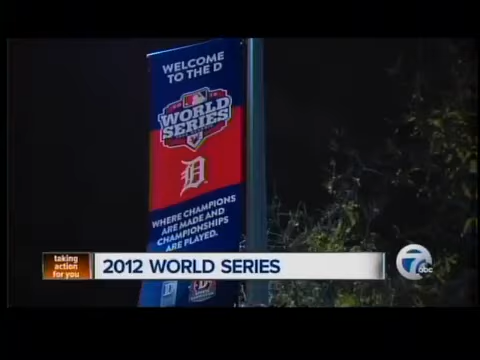 WELCOME
TO THE D
2012
WORLD
SERIES
D
WHERE CHAMPIONS
ARE MADE AND
CHAMPIONSHIPS
ARE PLAYED.
taking
action
for you
2012 WORLD SERIES
7
abc
D